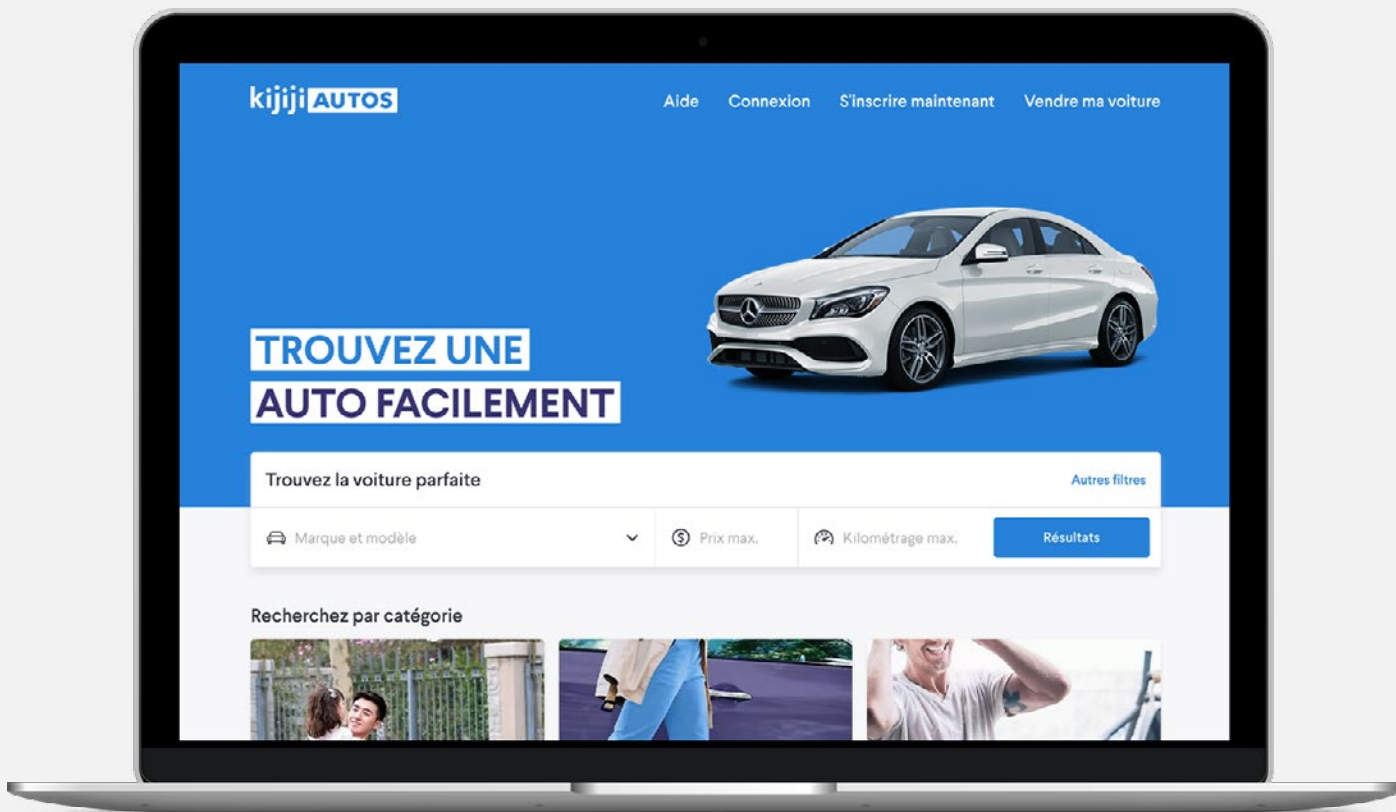 kijiji AUTOS
Aide Connexion S'inscrire maintenant Vendre ma voiture
TROUVEZ UNE
AUTO FACILEMENT
Trouvez la voiture parfaite Autres filtres
Marque et modèle Prix max. Kilométrage max. Résultats
Recherchez par catégorie